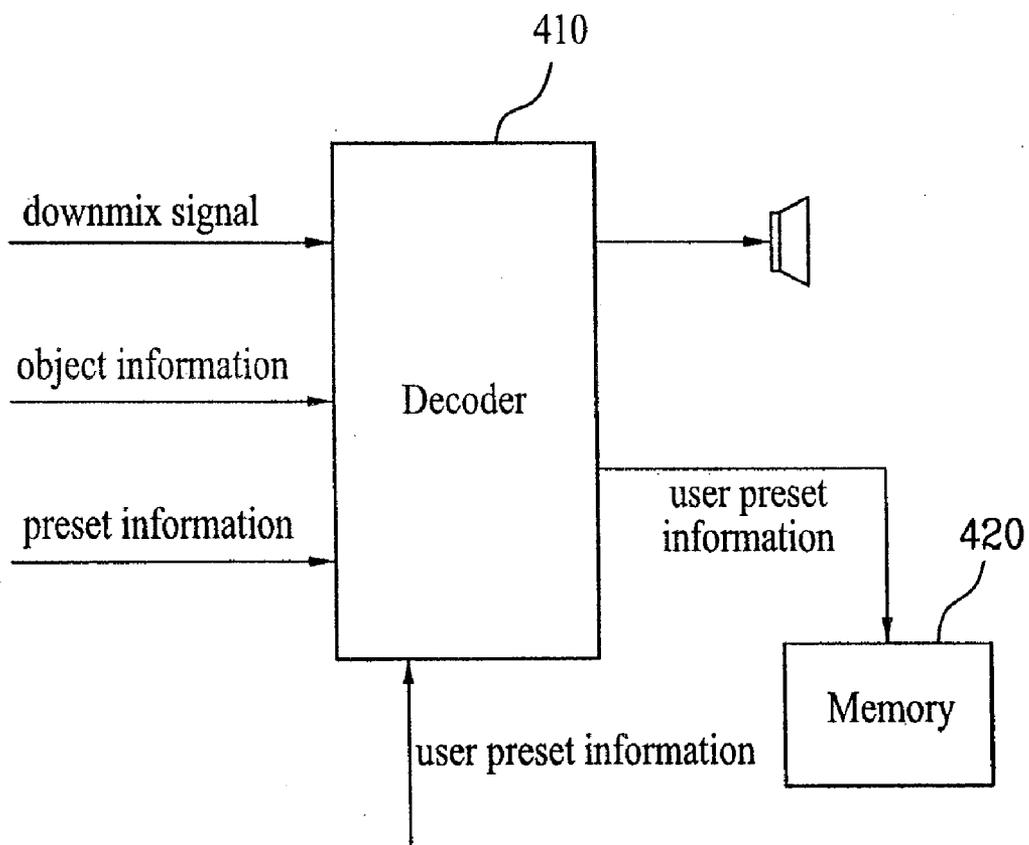 410
downmix signal
object information
Decoder
preset information
user preset
information
420
Memory
user preset information